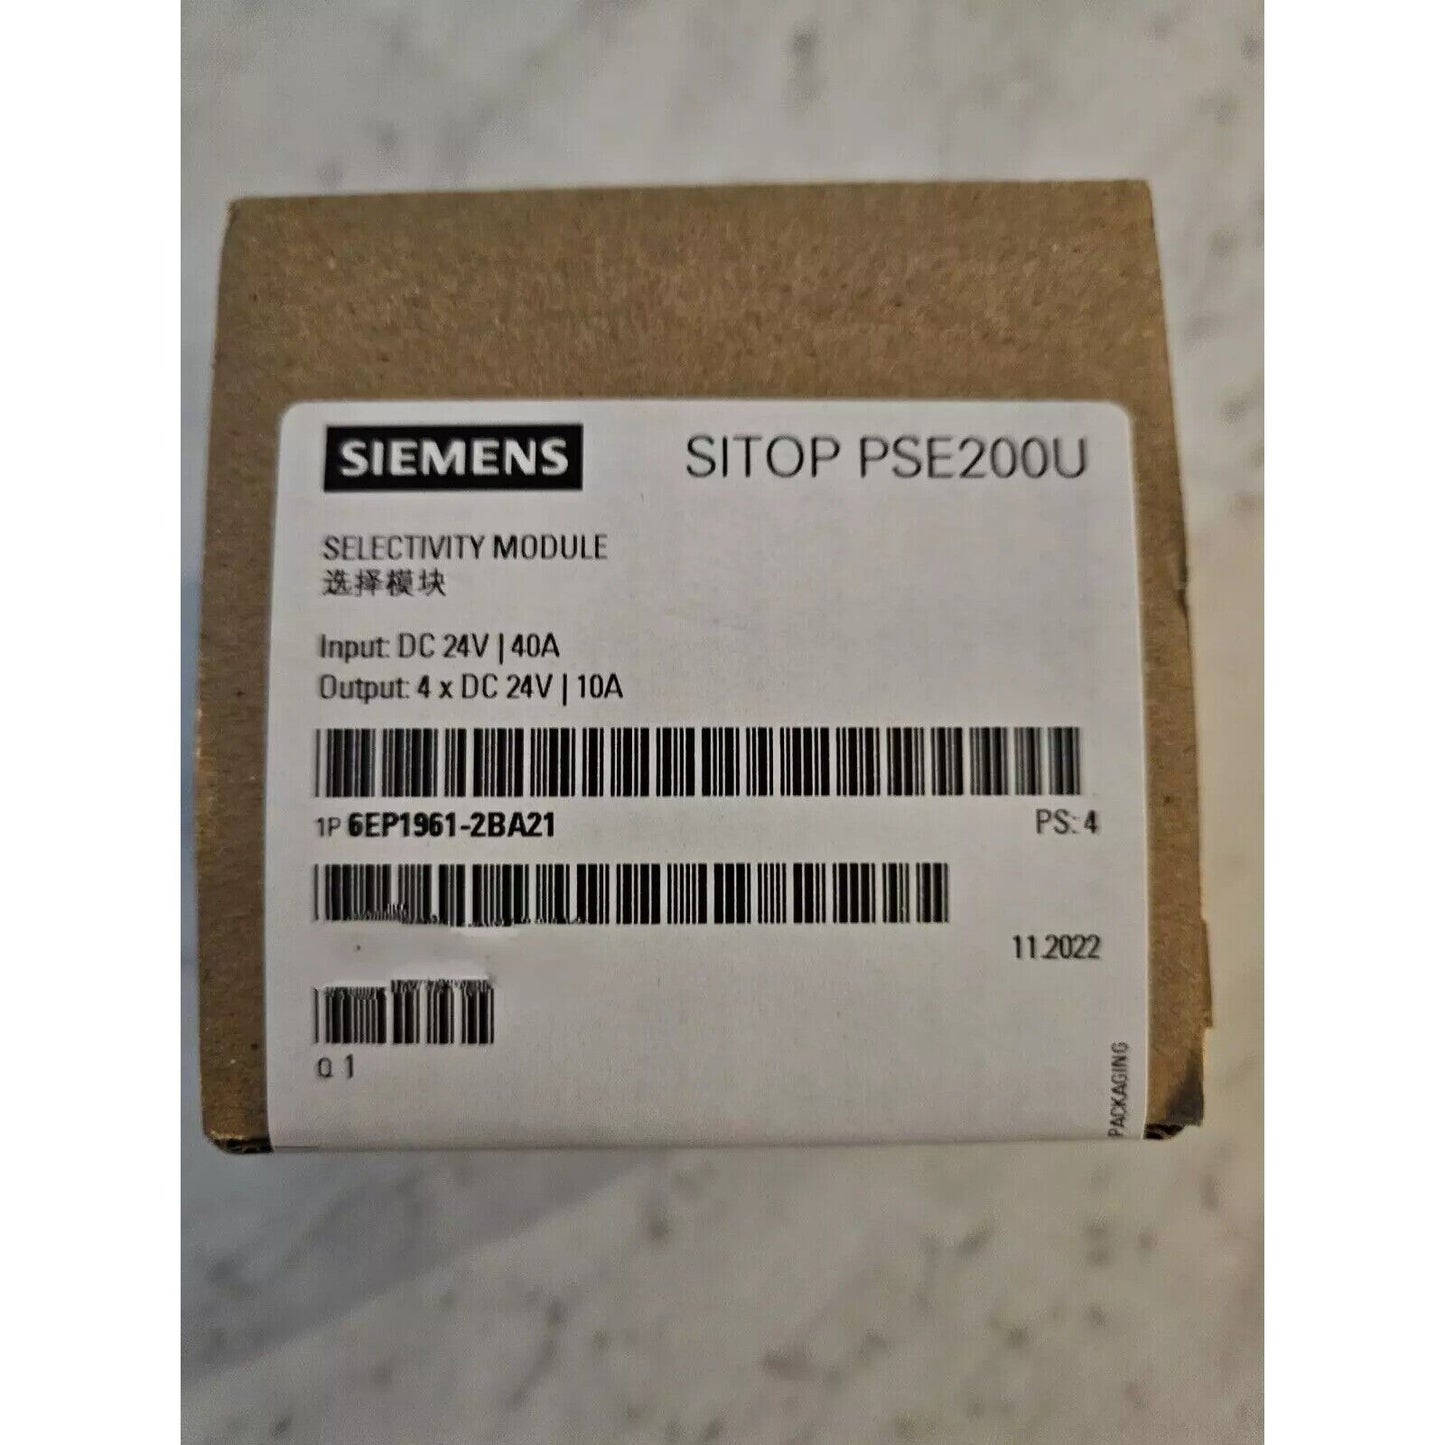 SIEMENS SITOP PSE200U
SELECTIVITY MODULE
选择模块
Input: DC 24V | 40A
Output: 4 x DC 24V | 10A
1P 6EP1961-2BA21 PS: 4
11.2022
Q 1
PACKAGING